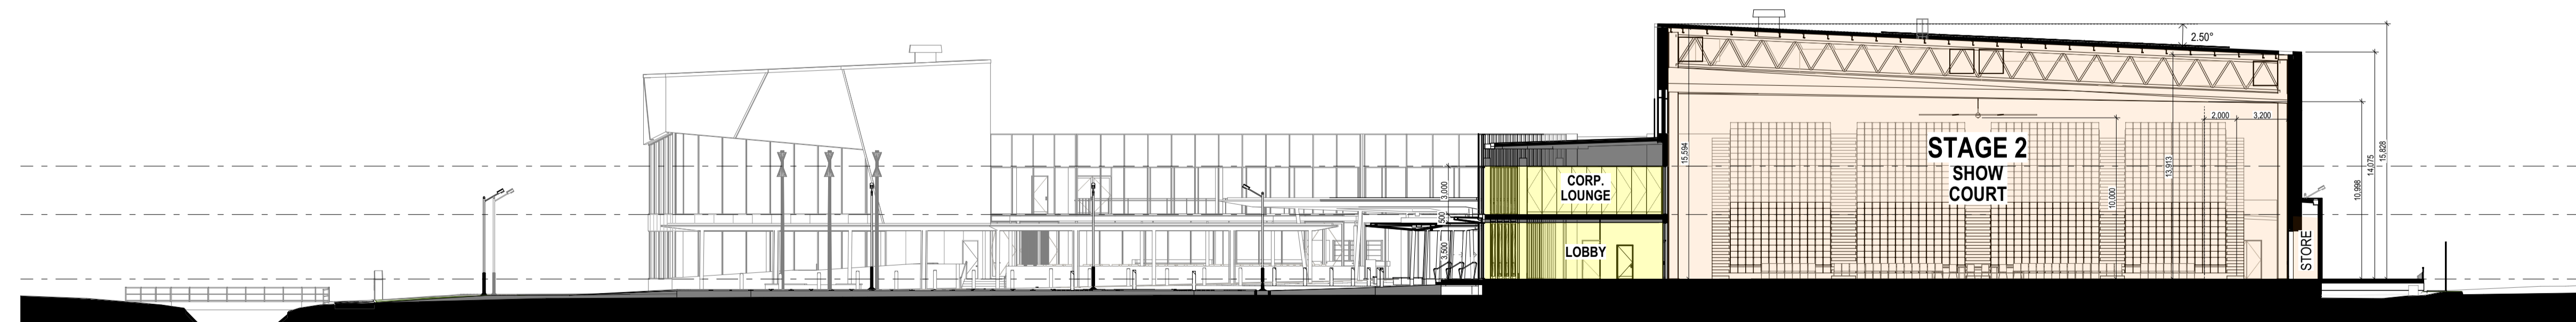 2.50°
2,000
3,200
15,594
13,913
10,000
10,998
14,075
15,828
STAGE 2
SHOW
COURT
CORP.
LOUNGE
3,000
500
3,500
LOBBY
STORE